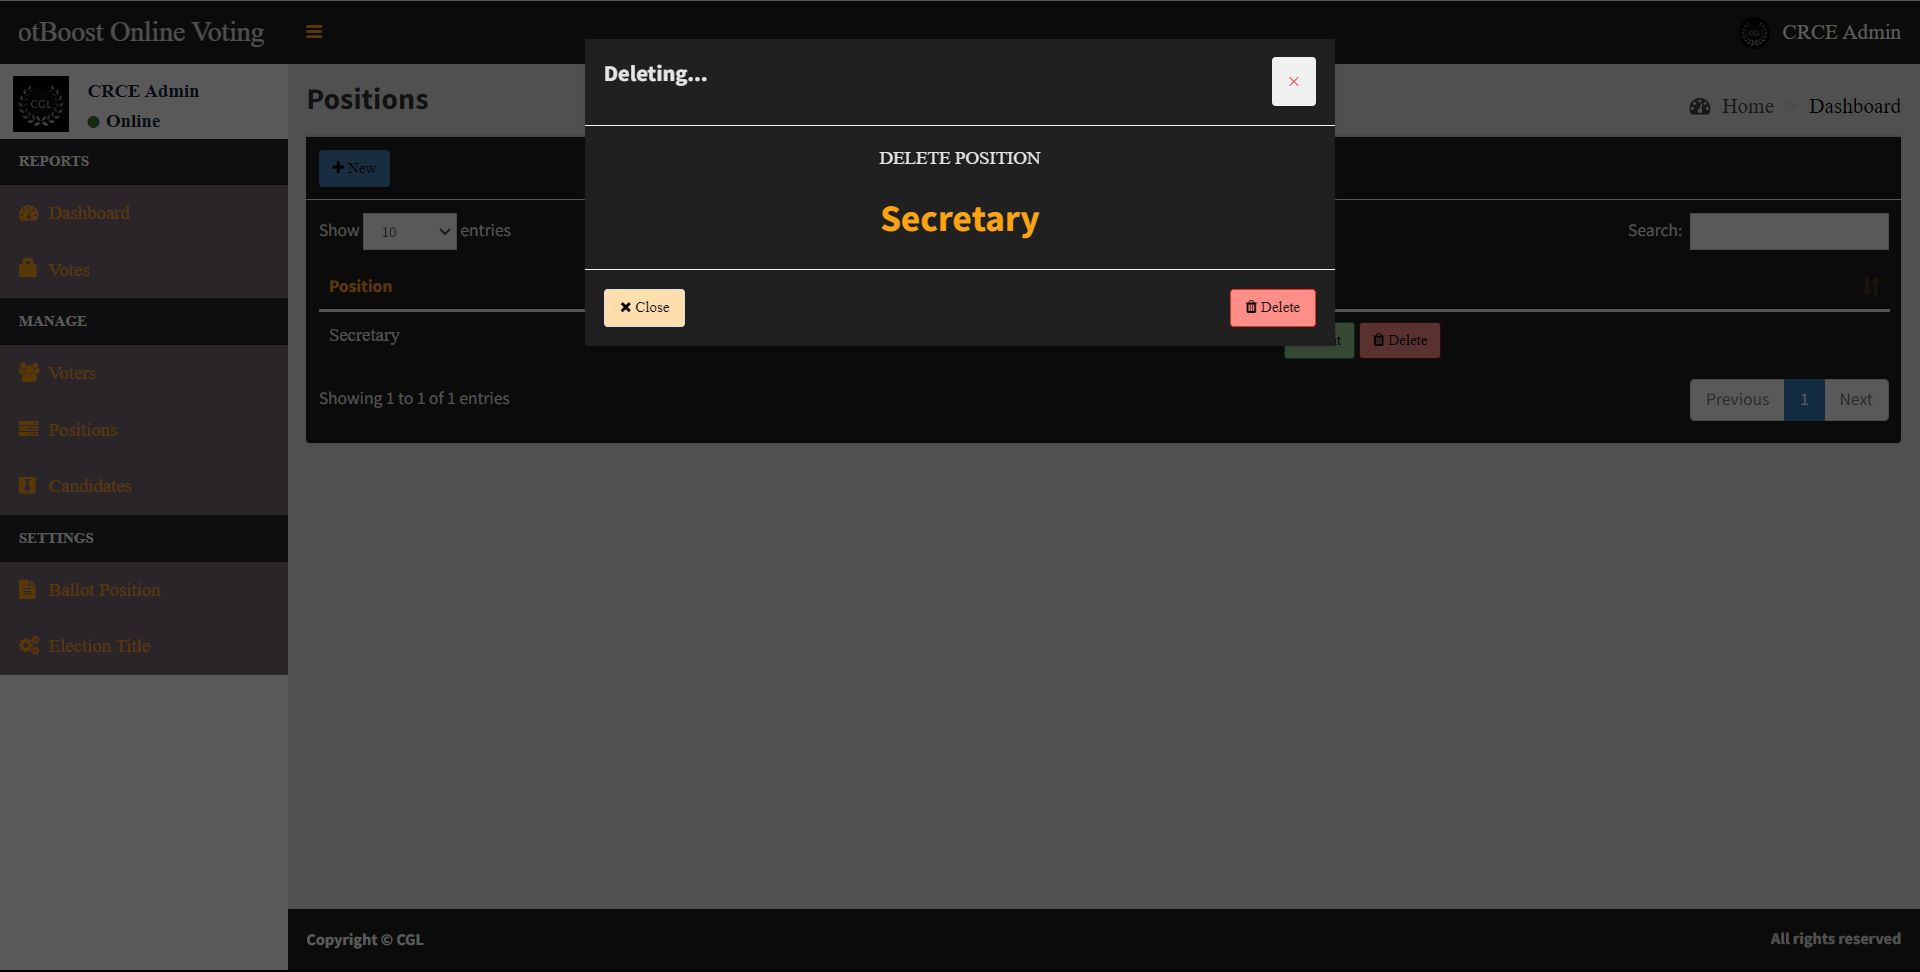 otBoost Online Voting
CRCE Admin
CGL
CRCE Admin
Online
REPORTS
Dashboard
Votes
MANAGE
Voters
Positions
Candidates
SETTINGS
Ballot Position
Election Title
Positions
Home > Dashboard
New
Show 10 entries
Search:
Position
Secretary
Delete
Showing 1 to 1 of 1 entries
Previous 1 Next
Deleting...
×
DELETE POSITION
Secretary
Close
Delete
Copyright © CGL
All rights reserved